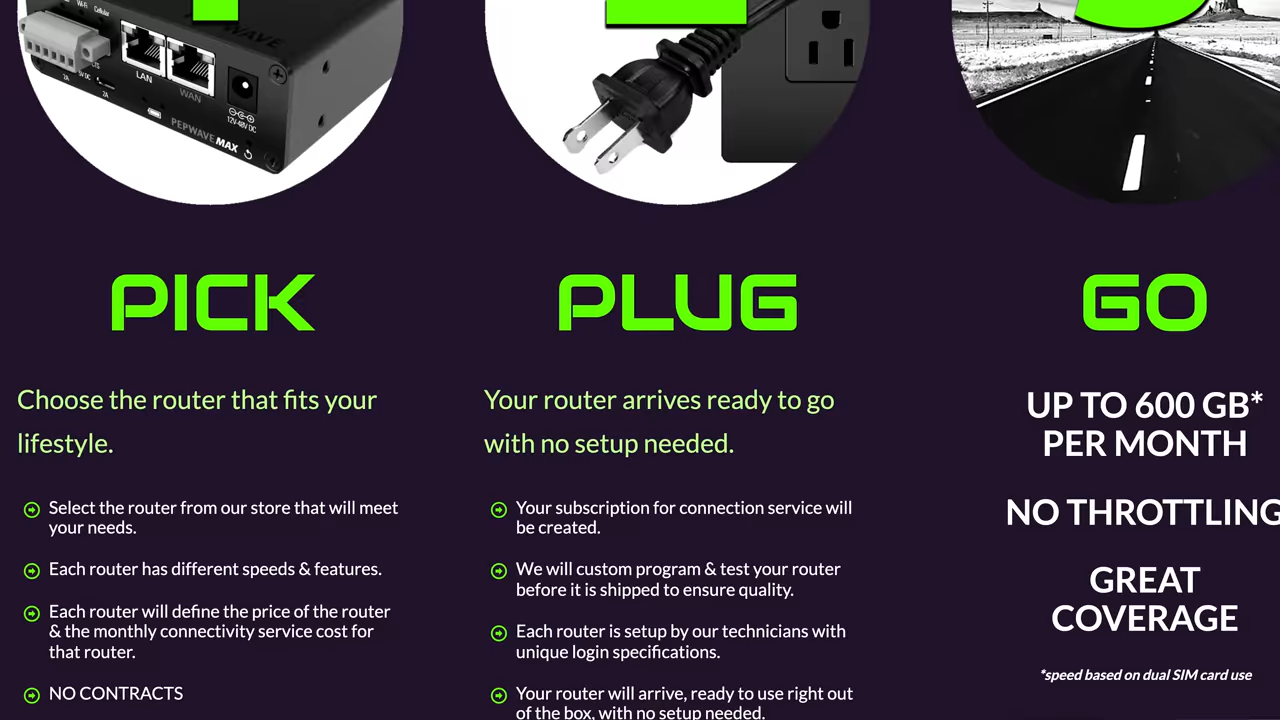 Wi-Fi
Cellular
2A
LAN
WAN
2A
12V-48V DC
PEPWAVE MAX
PEPWAVE
PICK
Choose the router that fits your
lifestyle.
Select the router from our store that will meet
your needs.
Each router has different speeds & features.
Each router will define the price of the router
& the monthly connectivity service cost for
that router.
NO CONTRACTS
PLUG
Your router arrives ready to go
with no setup needed.
Your subscription for connection service will
be created.
We will custom program & test your router
before it is shipped to ensure quality.
Each router is setup by our technicians with
unique login specifications.
Your router will arrive, ready to use right out
of the box, with no setup needed.
GO
UP TO 600 GB*
PER MONTH
NO THROTTLING
GREAT
COVERAGE
*speed based on dual SIM card use